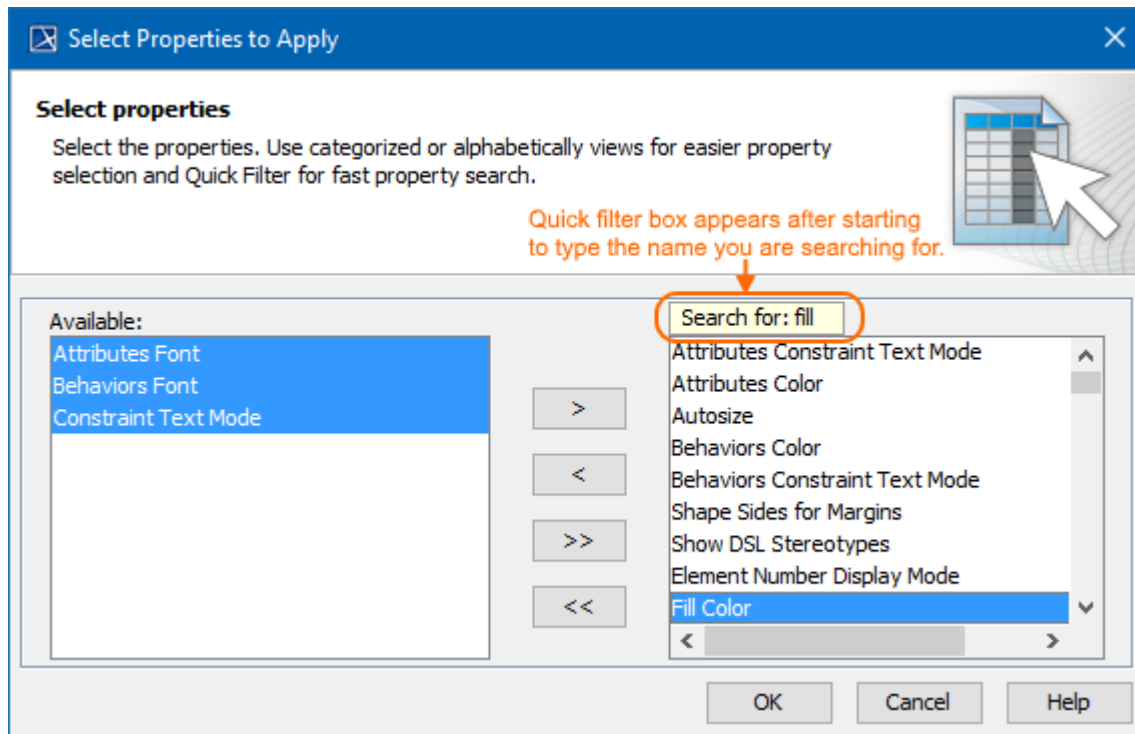 Select Properties to Apply
Select properties
Select the properties. Use categorized or alphabetically views for easier property
selection and Quick Filter for fast property search.
Quick filter box appears after starting
to type the name you are searching for.
Available:
Attributes Font
Behaviors Font
Constraint Text Mode
>
<
>>
<<
Search for: fill
Attributes Constraint Text Mode
Attributes Color
Autosize
Behaviors Color
Behaviors Constraint Text Mode
Shape Sides for Margins
Show DSL Stereotypes
Element Number Display Mode
Fill Color
OK
Cancel
Help